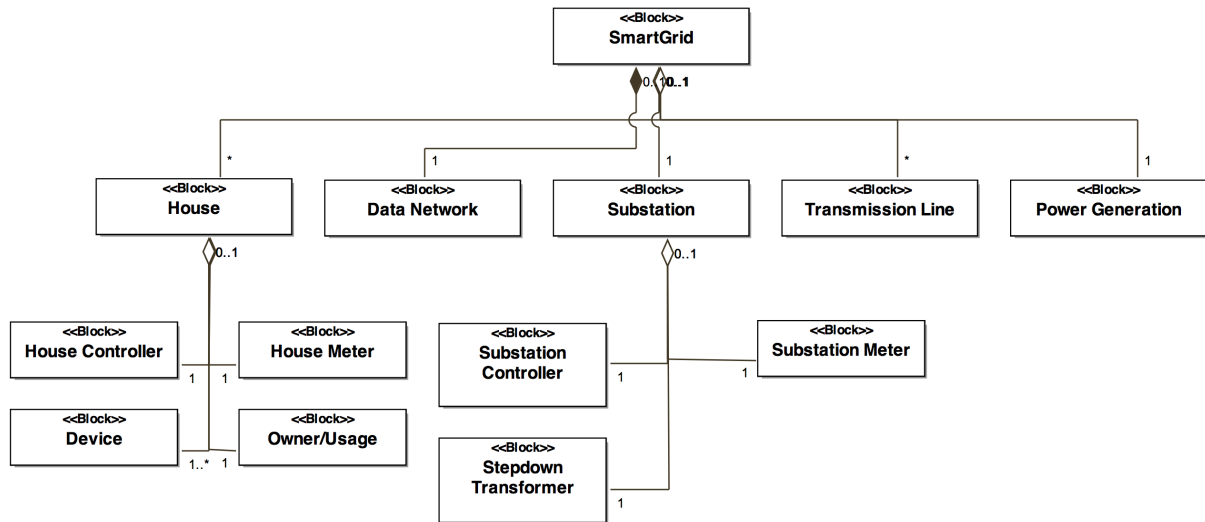 <<Block>>
SmartGrid
0..1
0..1
*
1
1
*
1
<<Block>>
House
<<Block>>
Data Network
<<Block>>
Substation
<<Block>>
Transmission Line
<<Block>>
Power Generation
0..1
0..1
<<Block>>
House Controller
<<Block>>
House Meter
<<Block>>
Substation
Controller
<<Block>>
Substation Meter
1
1
1
1
<<Block>>
Device
<<Block>>
Owner/Usage
<<Block>>
Stepdown
Transformer
1..*
1
1